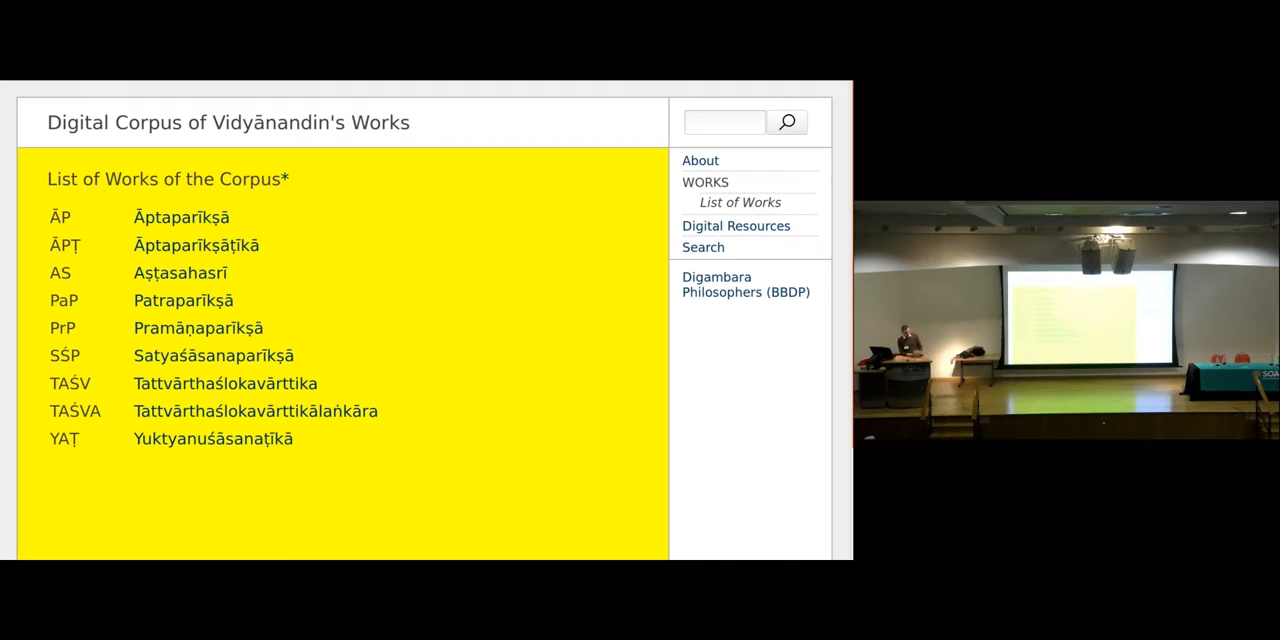 Digital Corpus of Vidyānandin's Works
List of Works of the Corpus*
ĀP Āptaparīkṣā
ĀPṬ Āptaparīkṣāṭīkā
AS Aṣṭasahasrī
PaP Patraparīkṣā
PrP Pramāṇaparīkṣā
SŚP Satyaśāsanaparīkṣā
TAŚV Tattvārthaślokavārttika
TAŚVA Tattvārthaślokavārttikālaṅkāra
YAṬ Yuktyanuśāsanaṭīkā
About
WORKS
List of Works
Digital Resources
Search
Digambara
Philosophers (BBDP)